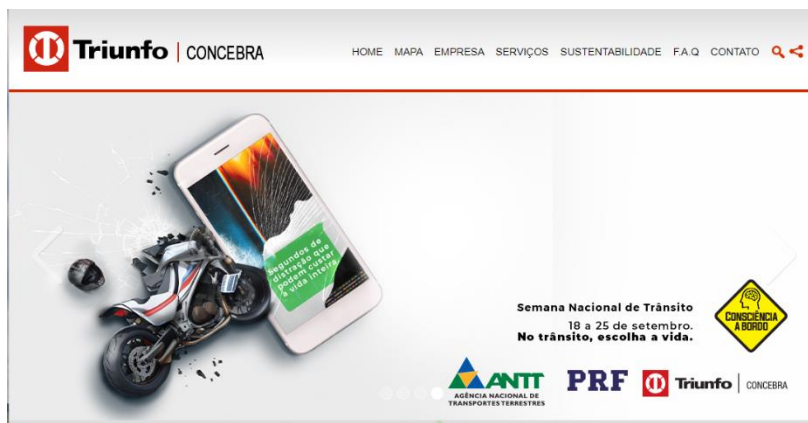 Triunfo | CONCEBRA
HOME MAPA EMPRESA SERVIÇOS SUSTENTABILIDADE F.A.Q CONTATO
Segundos de
distração que
podem custar
a vida inteira.
Semana Nacional de Trânsito
18 a 25 de setembro.
No trânsito, escolha a vida.
CONSCIÊNCIA
A BORDO
ANTT
AGÊNCIA NACIONAL DE
TRANSPORTES TERRESTRES
PRF
Triunfo | CONCEBRA